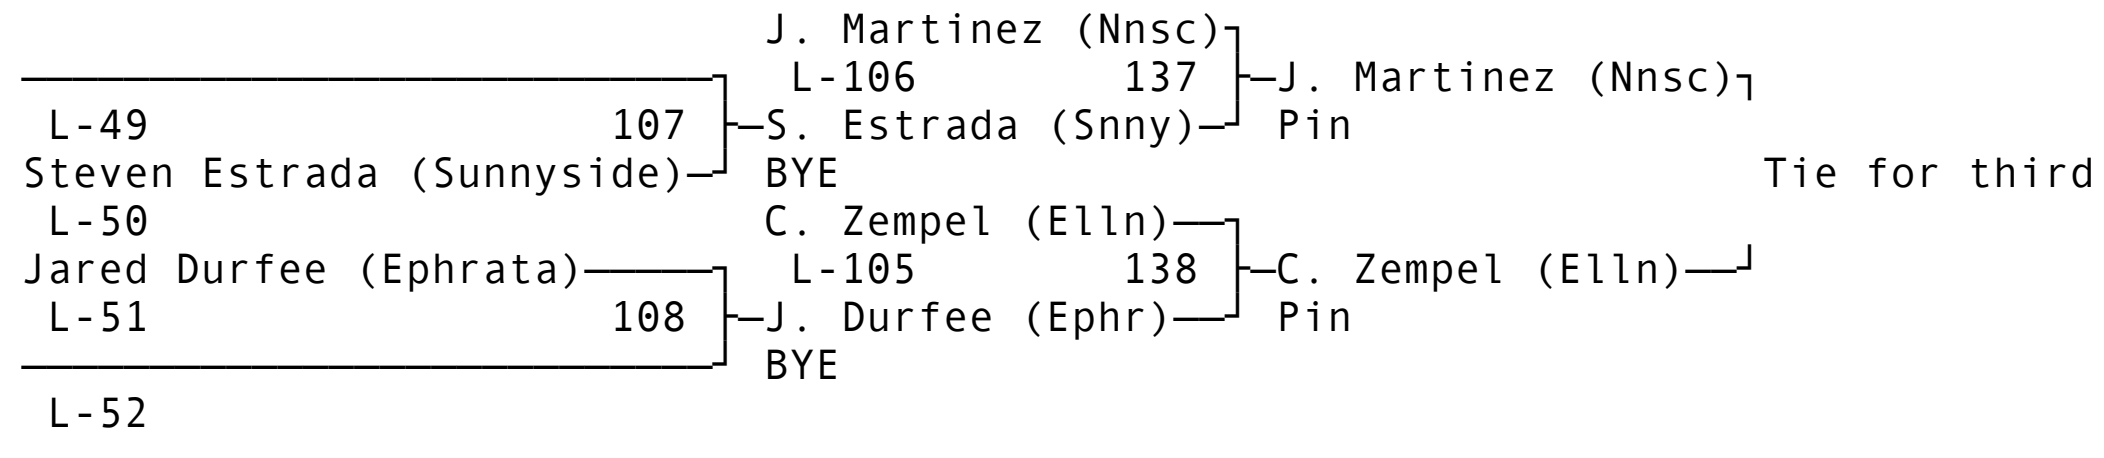 J. Martinez (Nnsc)
L-106 137 J. Martinez (Nnsc)
L-49 107 S. Estrada (Snny) Pin
Steven Estrada (Sunnyside) BYE Tie for third
L-50 C. Zempel (Elln)
Jared Durfee (Ephrata) L-105 138 C. Zempel (Elln)
L-51 108 J. Durfee (Ephr) Pin
BYE
L-52